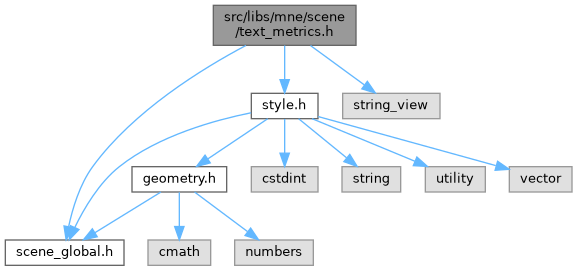 src/libs/mne/scene
/text_metrics.h
style.h
string_view
geometry.h
cstdint
string
utility
vector
scene_global.h
cmath
numbers